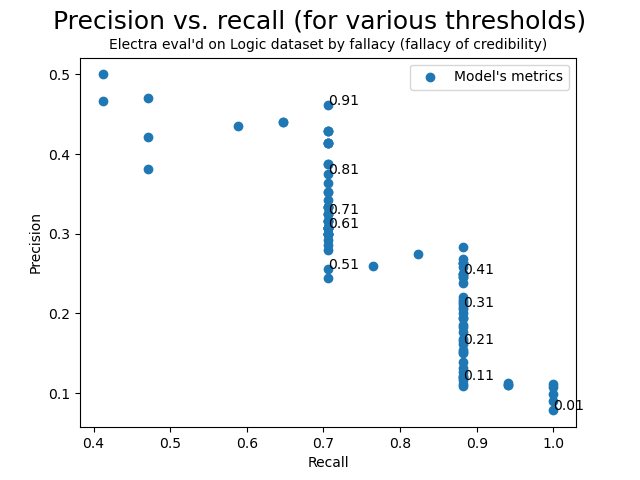 Precision vs. recall (for various thresholds)
Electra eval'd on Logic dataset by fallacy (fallacy of credibility)
Model's metrics
0.5
0.4
0.3
0.2
0.1
Precision
0.91
0.81
0.71
0.61
0.51
0.41
0.31
0.21
0.11
0.01
0.4 0.5 0.6 0.7 0.8 0.9 1.0
Recall